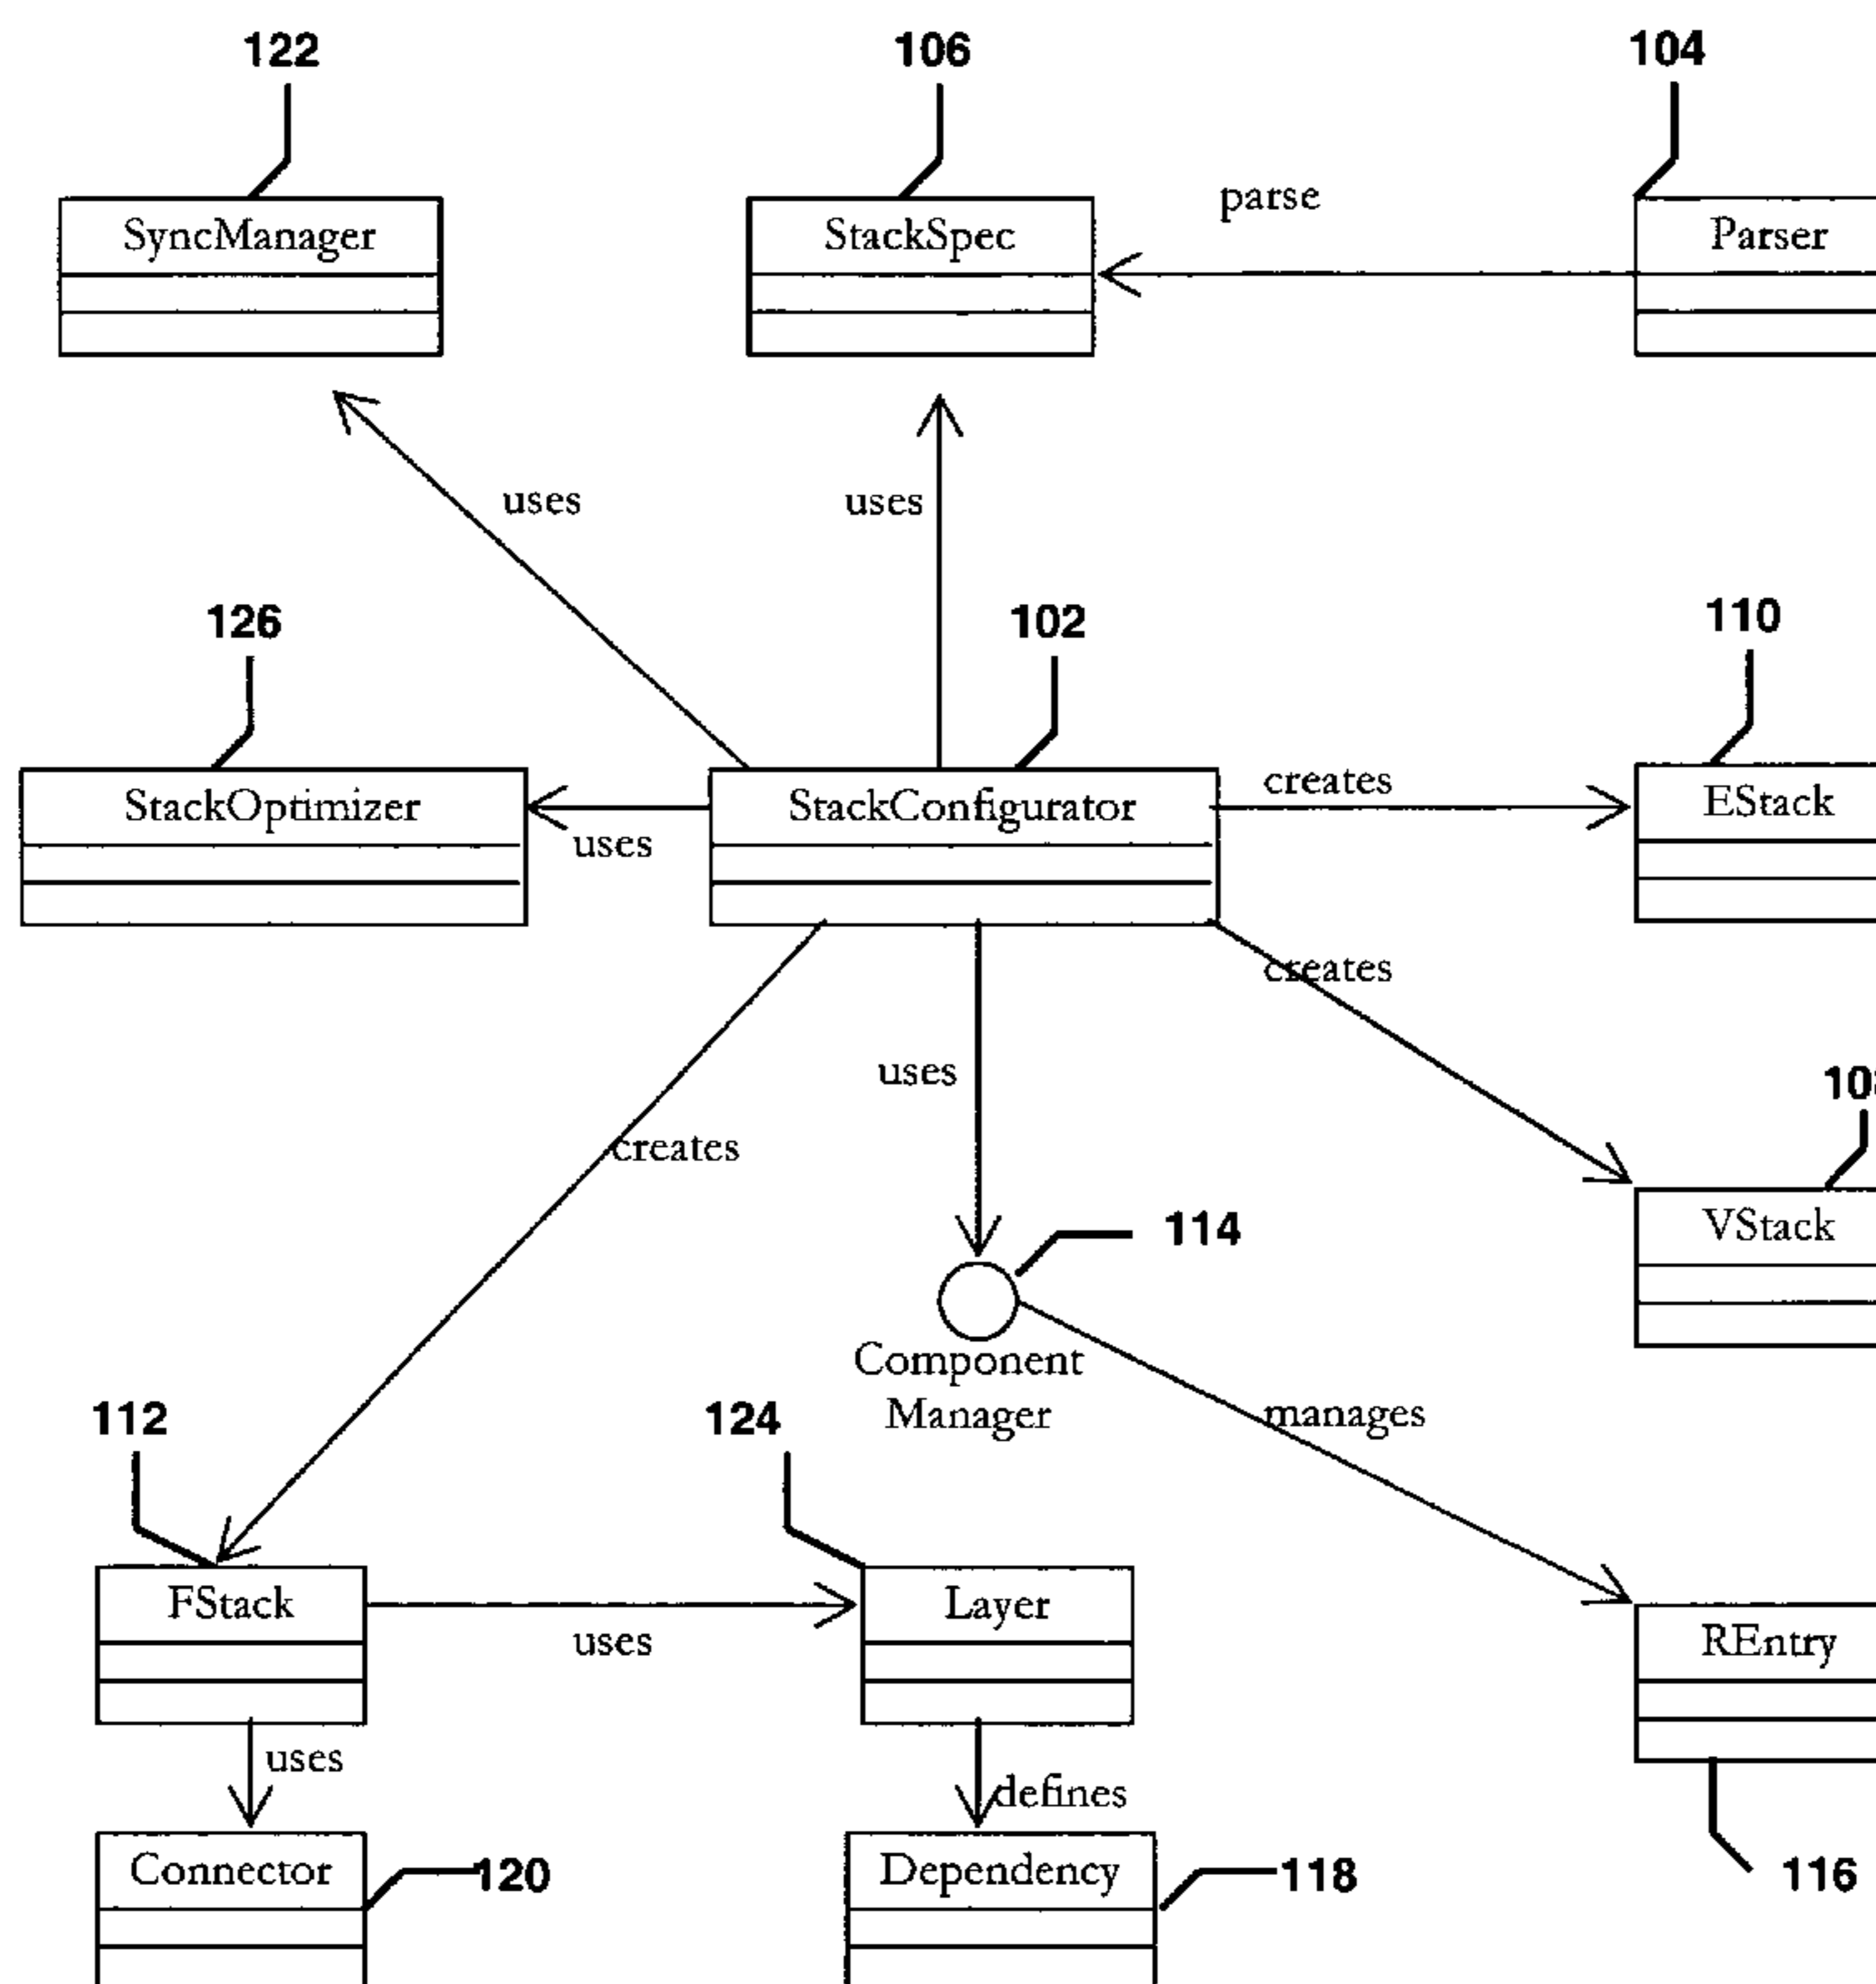 122
106
104
parse
SyncManager
StackSpec
Parser
uses
uses
126
102
110
creates
StackOptimizer
StackConfigurator
EStack
uses
creates
uses
creates
114
VStack
Component
Manager
manages
112
124
FStack
Layer
uses
REntry
uses
defines
Connector
120
Dependency
118
116